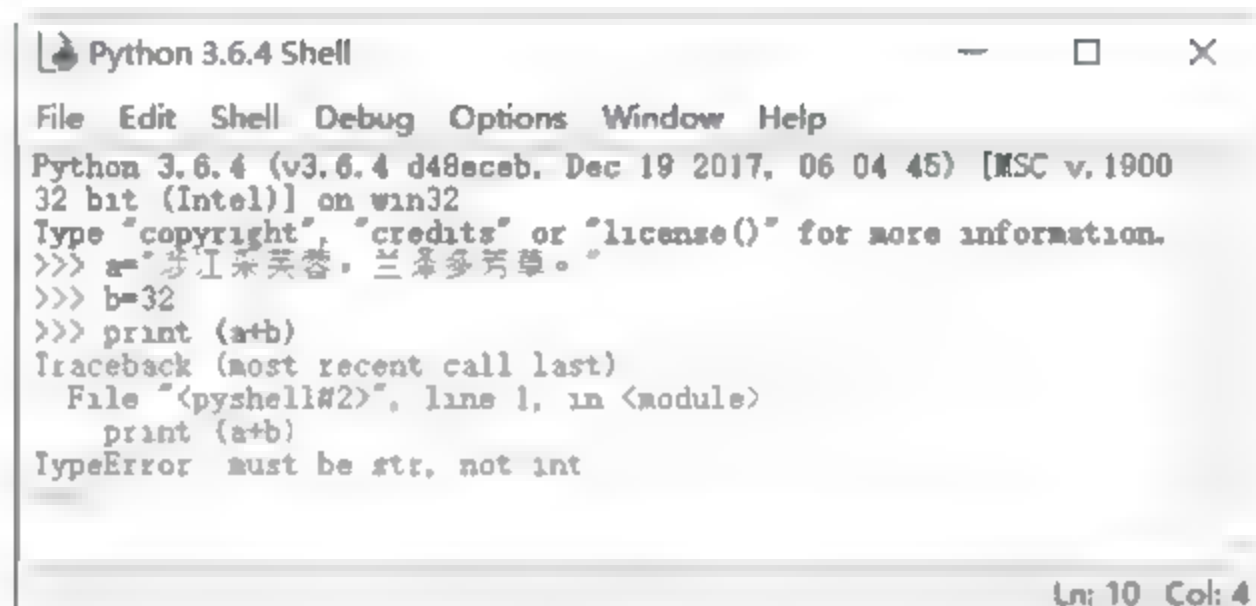 Python 3.6.4 Shell
File Edit Shell Debug Options Window Help
Python 3.6.4 (v3.6.4 d48eceb, Dec 19 2017, 06 04 45) [MSC v.1900
32 bit (Intel)] on win32
Type "copyright", "credits" or "license()" for more information.
>>> a="涉江采芙蓉，兰泽多芳草。"
>>> b=32
>>> print (a+b)
Traceback (most recent call last)
File "<pyshell#2>", line 1, in <module>
print (a+b)
TypeError must be str, not int
Ln: 10 Col: 4